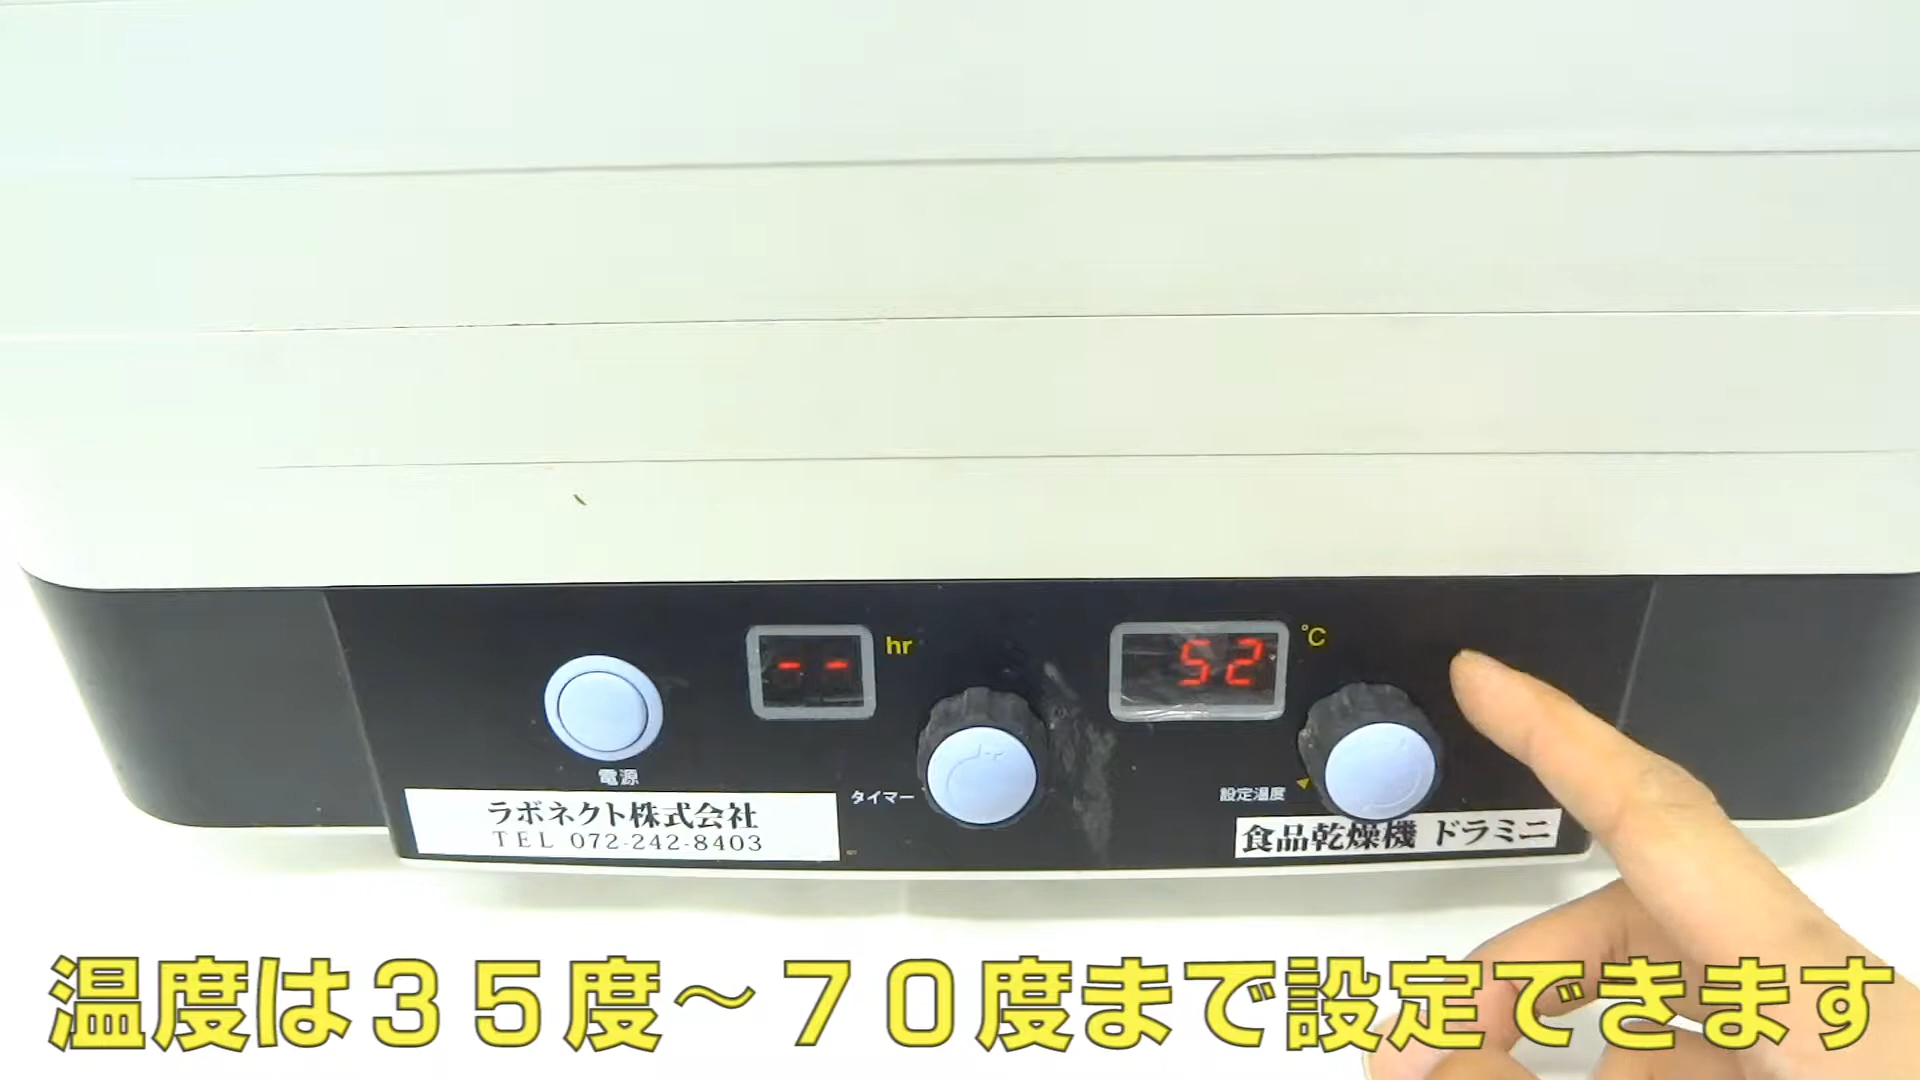 -- hr
52 °C
電源
タイマー
設定温度
ラボネクト株式会社
TEL 072-242-8403
食品乾燥機 ドラミニ
温度は35度～70度まで設定できます